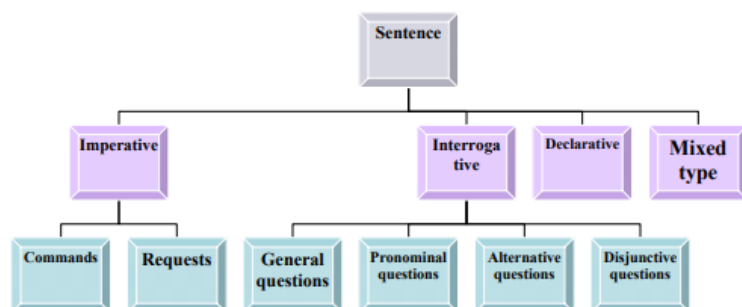 Sentence
Imperative
Interroga
tive
Declarative
Mixed
type
Commands
Requests
General
questions
Pronominal
questions
Alternative
questions
Disjunctive
questions